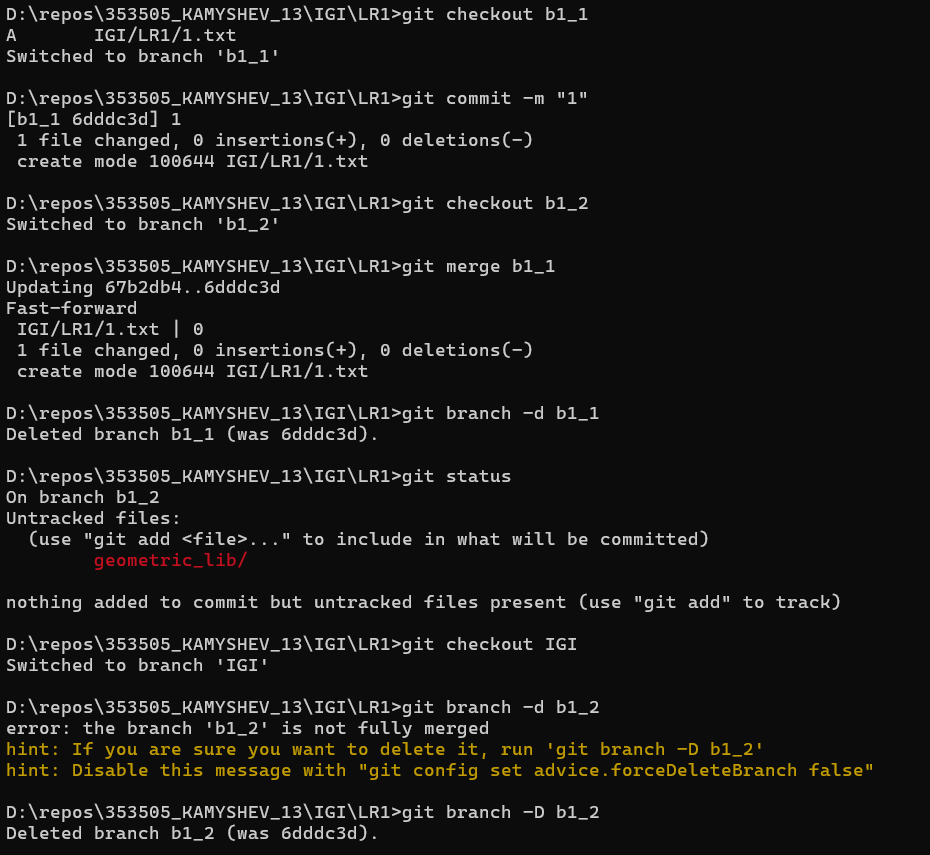 D:\repos\353505_KAMYSHEV_13\IGI\LR1>git checkout b1_1
A       IGI/LR1/1.txt
Switched to branch 'b1_1'

D:\repos\353505_KAMYSHEV_13\IGI\LR1>git commit -m "1"
[b1_1 6dddc3d] 1
 1 file changed, 0 insertions(+), 0 deletions(-)
 create mode 100644 IGI/LR1/1.txt

D:\repos\353505_KAMYSHEV_13\IGI\LR1>git checkout b1_2
Switched to branch 'b1_2'

D:\repos\353505_KAMYSHEV_13\IGI\LR1>git merge b1_1
Updating 67b2db4..6dddc3d
Fast-forward
 IGI/LR1/1.txt | 0
 1 file changed, 0 insertions(+), 0 deletions(-)
 create mode 100644 IGI/LR1/1.txt

D:\repos\353505_KAMYSHEV_13\IGI\LR1>git branch -d b1_1
Deleted branch b1_1 (was 6dddc3d).

D:\repos\353505_KAMYSHEV_13\IGI\LR1>git status
On branch b1_2
Untracked files:
  (use "git add <file>..." to include in what will be committed)
        geometric_lib/

nothing added to commit but untracked files present (use "git add" to track)

D:\repos\353505_KAMYSHEV_13\IGI\LR1>git checkout IGI
Switched to branch 'IGI'

D:\repos\353505_KAMYSHEV_13\IGI\LR1>git branch -d b1_2
error: the branch 'b1_2' is not fully merged
hint: If you are sure you want to delete it, run 'git branch -D b1_2'
hint: Disable this message with "git config set advice.forceDeleteBranch false"

D:\repos\353505_KAMYSHEV_13\IGI\LR1>git branch -D b1_2
Deleted branch b1_2 (was 6dddc3d).